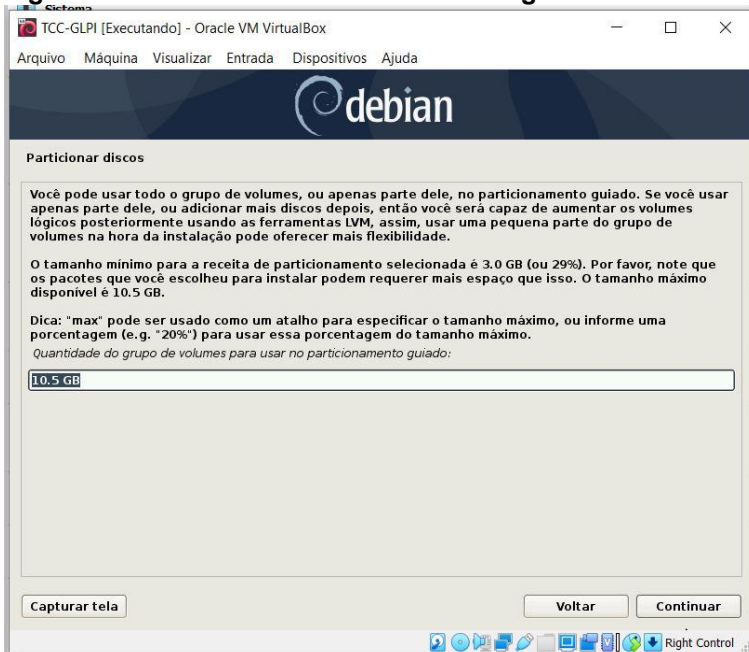 Sistema
TCC-GLPI [Executando] - Oracle VM VirtualBox
Arquivo Máquina Visualizar Entrada Dispositivos Ajuda
debian
Particionar discos
Você pode usar todo o grupo de volumes, ou apenas parte dele, no particionamento guiado. Se você usar
apenas parte dele, ou adicionar mais discos depois, então você será capaz de aumentar os volumes
lógicos posteriormente usando as ferramentas LVM, assim, usar uma pequena parte do grupo de
volumes na hora da instalação pode oferecer mais flexibilidade.
O tamanho mínimo para a receita de particionamento selecionada é 3.0 GB (ou 29%). Por favor, note que
os pacotes que você escolheu para instalar podem requerer mais espaço que isso. O tamanho máximo
disponível é 10.5 GB.
Dica: "max" pode ser usado como um atalho para especificar o tamanho máximo, ou informe uma
porcentagem (e.g. "20%") para usar essa porcentagem do tamanho máximo.
Quantidade do grupo de volumes para usar no particionamento guiado:
10.5 GB
Capturar tela
Voltar
Continuar
Right Control